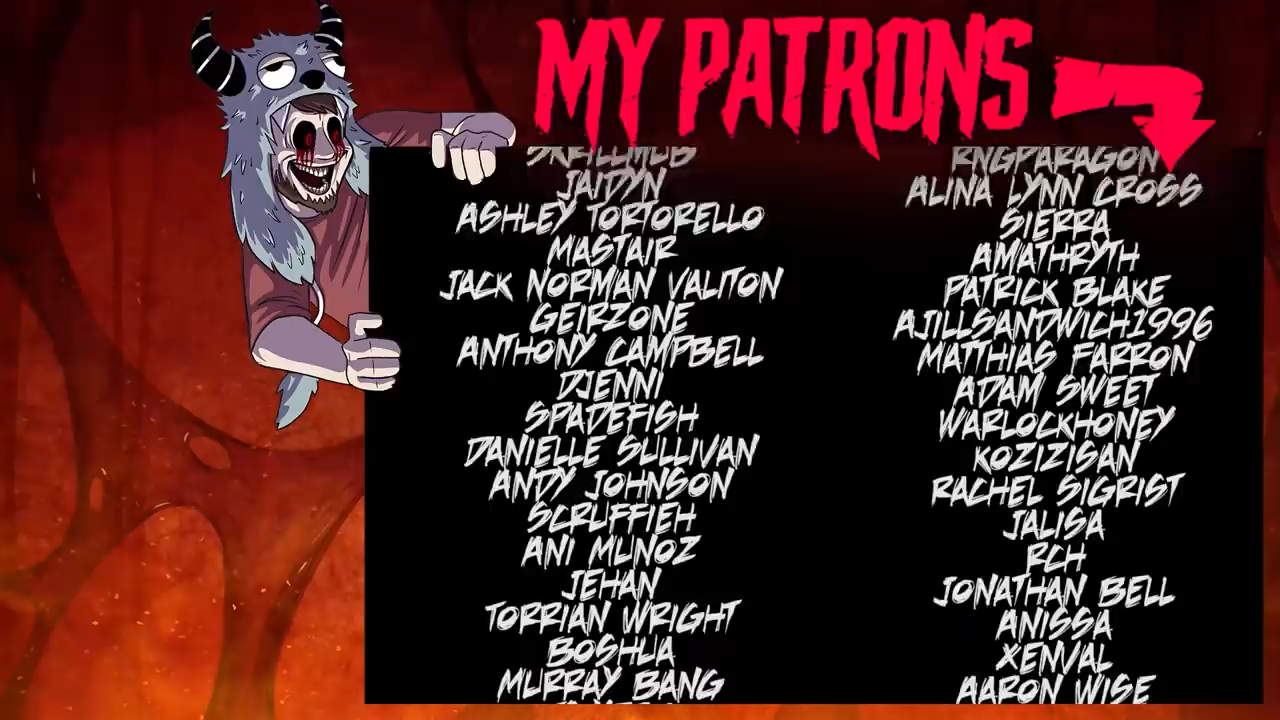 MY PATRONS
JAIDYN
ASHLEY TORTORELLO
MASTAIR
JACK NORMAN VALITON
GEIRZONE
ANTHONY CAMPBELL
DJENNI
SPADEFISH
DANIELLE SULLIVAN
ANDY JOHNSON
SCRUFFIEH
ANI MUNOZ
JEHAN
TORRIAN WRIGHT
BOSHUA
MURRAY BANG
RNGPARAGON
ALINA LYNN CROSS
SIERRA
AMATHRYTH
PATRICK BLAKE
AJILLSANDWICH1996
MATTHIAS FARRON
ADAM SWEET
WARLOCKHONEY
KOZIZISAN
RACHEL SIGRIST
JALISA
RCH
JONATHAN BELL
ANISSA
XENVAL
AARON WISE